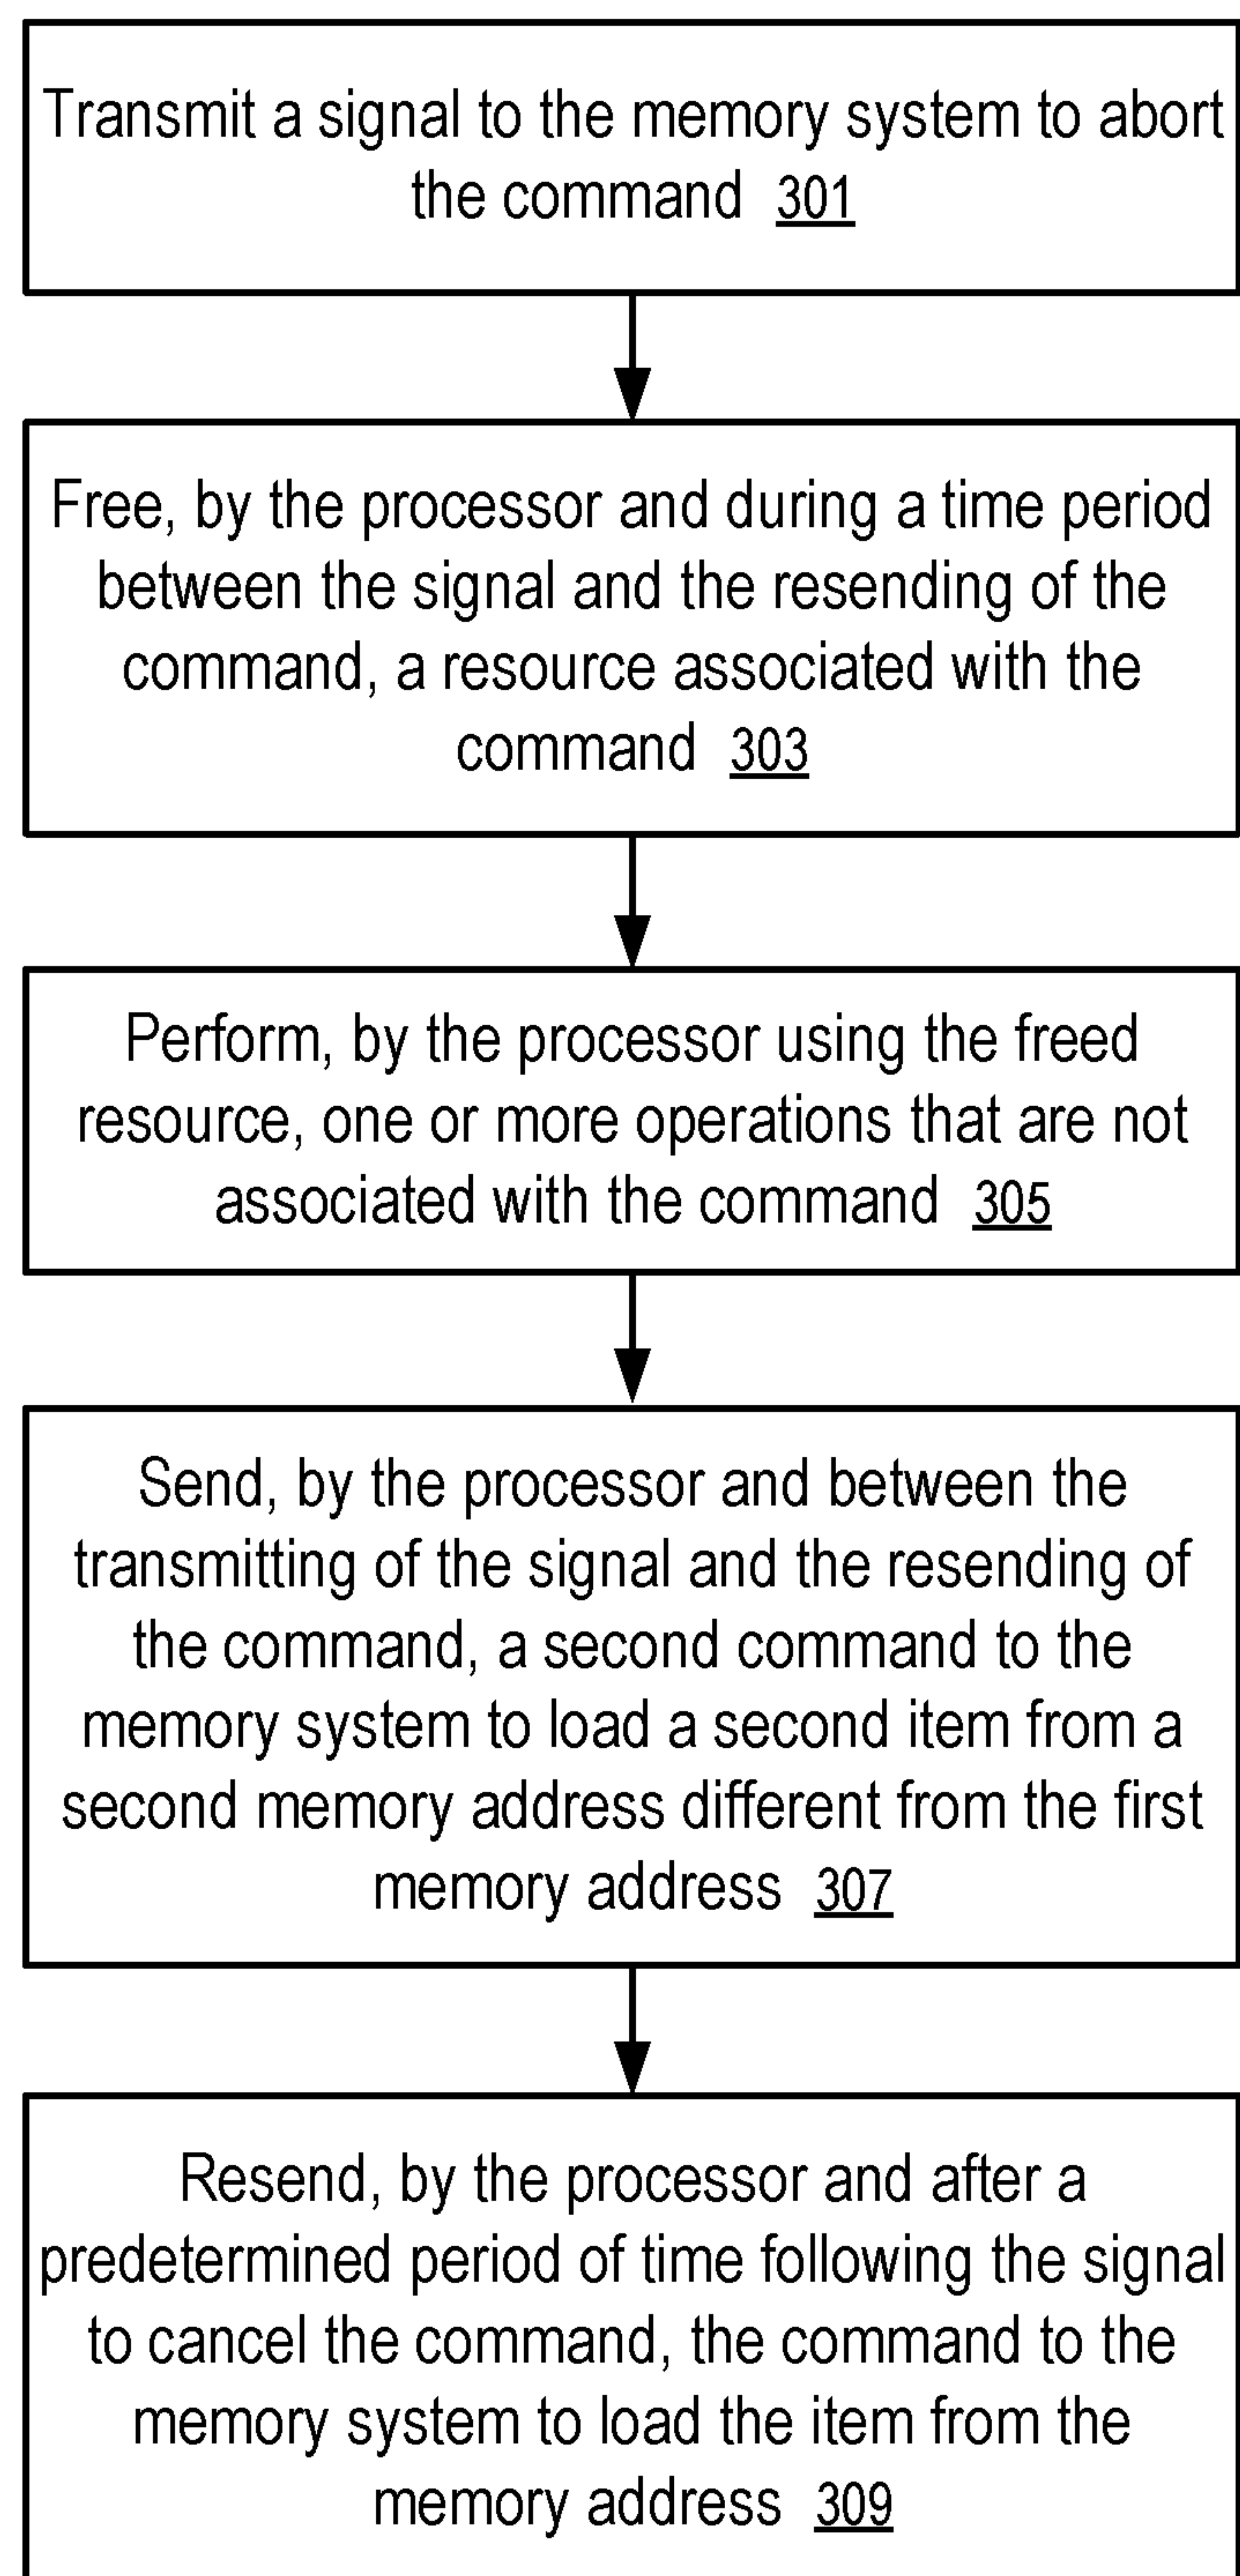 Transmit a signal to the memory system to abort
the command 301
Free, by the processor and during a time period
between the signal and the resending of the
command, a resource associated with the
command 303
Perform, by the processor using the freed
resource, one or more operations that are not
associated with the command 305
Send, by the processor and between the
transmitting of the signal and the resending of
the command, a second command to the
memory system to load a second item from a
second memory address different from the first
memory address 307
Resend, by the processor and after a
predetermined period of time following the signal
to cancel the command, the command to the
memory system to load the item from the
memory address 309